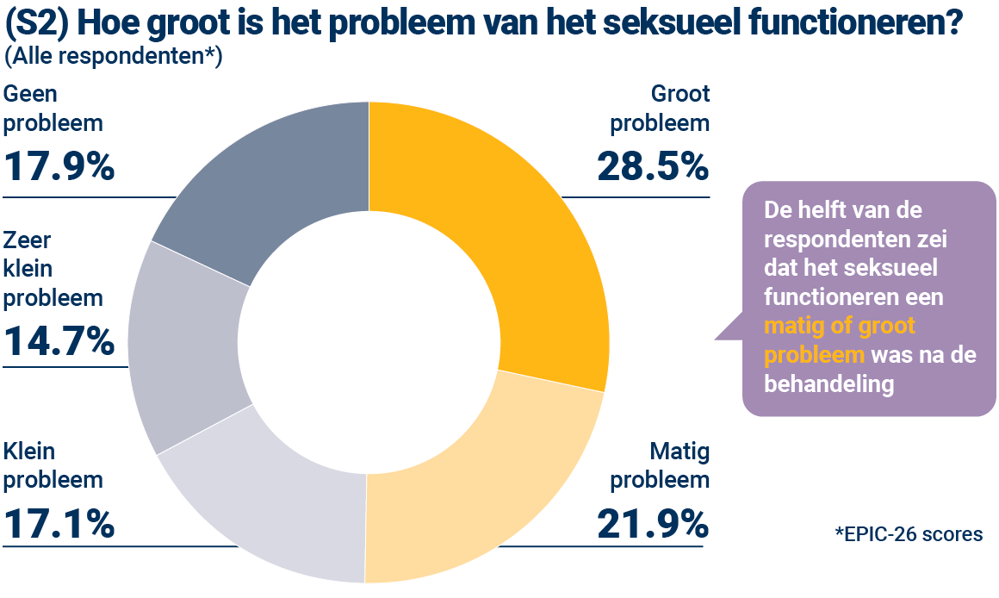 (S2) Hoe groot is het probleem van het seksueel functioneren?
(Alle respondenten*)
Geen
probleem
17.9%
Groot
probleem
28.5%
Zeer
klein
probleem
14.7%
De helft van de
respondenten zei
dat het seksueel
functioneren een
matig of groot
probleem was na de
behandeling
Klein
probleem
17.1%
Matig
probleem
21.9%
*EPIC-26 scores